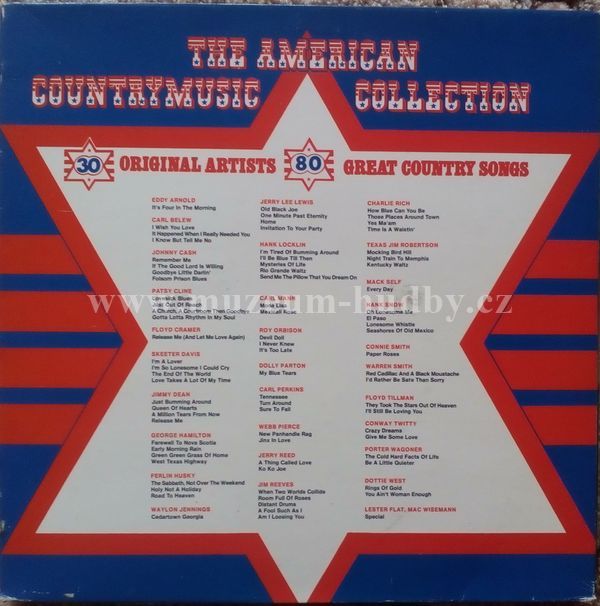 THE AMERICAN
COUNTRYMUSIC COLLECTION
30 ORIGINAL ARTISTS 80 GREAT COUNTRY SONGS
EDDY ARNOLD
It's Four In The Morning
CARL BELEW
I Wish You Love
It Happened When I Really Needed You
I Know But Tell Me No
JOHNNY CASH
Remember Me
If The Good Lord Is Willing
Goodbye Little Darlin'
Folsom Prison Blues
PATSY CLINE
Lovesick Blues
Just Out Of Reach
A Church, A Courtroom Then Goodbye
Gotta Lotta Rhythm In My Soul
FLOYD CRAMER
Release Me (And Let Me Love Again)
SKEETER DAVIS
I'm A Lover
I'm So Lonesome I Could Cry
The End Of The World
Love Takes A Lot Of My Time
JIMMY DEAN
Just Bumming Around
Queen Of Hearts
A Million Tears From Now
Release Me
GEORGE HAMILTON
Farewell To Nova Scotia
Early Morning Rain
Green Green Grass Of Home
West Texas Highway
FERLIN HUSKY
The Sabbath, Not Over The Weekend
Holy Not A Holiday
Road To Heaven
WAYLON JENNINGS
Cedartown Georgia
JERRY LEE LEWIS
Old Black Joe
One Minute Past Eternity
Home
Invitation To Your Party
HANK LOCKLIN
I'm Tired Of Bumming Around
I'll Be Blue Till Then
Mysteries Of Life
Rio Grande Waltz
Send Me The Pillow That You Dream On
CARL MANN
Mona Lisa
Mexicali Rose
ROY ORBISON
Devil Doll
I Never Knew
It's Too Late
DOLLY PARTON
My Blue Tears
CARL PERKINS
Tennessee
Turn Around
Sure To Fall
WEBB PIERCE
New Panhandle Rag
Jinx In Love
JERRY REED
A Thing Called Love
Ko Ko Joe
JIM REEVES
When Two Worlds Collide
Room Full Of Roses
Distant Drums
A Fool Such As I
Am I Loosing You
CHARLIE RICH
How Blue Can You Be
Those Places Around Town
Yes Ma'am
Time Is A Waistin'
TEXAS JIM ROBERTSON
Mocking Bird Hill
Night Train To Memphis
Kentucky Waltz
MACK SELF
Every Day
HANK SNOW
Oh Lonesome Me
El Paso
Lonesome Whistle
Seashores Of Old Mexico
CONNIE SMITH
Paper Roses
WARREN SMITH
Red Cadillac And A Black Moustache
I'd Rather Be Safe Than Sorry
FLOYD TILLMAN
They Took The Stars Out Of Heaven
I'll Still Be Loving You
CONWAY TWITTY
Crazy Dreams
Give Me Some Love
PORTER WAGONER
The Cold Hard Facts Of Life
Be A Little Quieter
DOTTIE WEST
Rings Of Gold
You Ain't Woman Enough
LESTER FLAT, MAC WISEMANN
Special
www.muzeum-hudby.cz